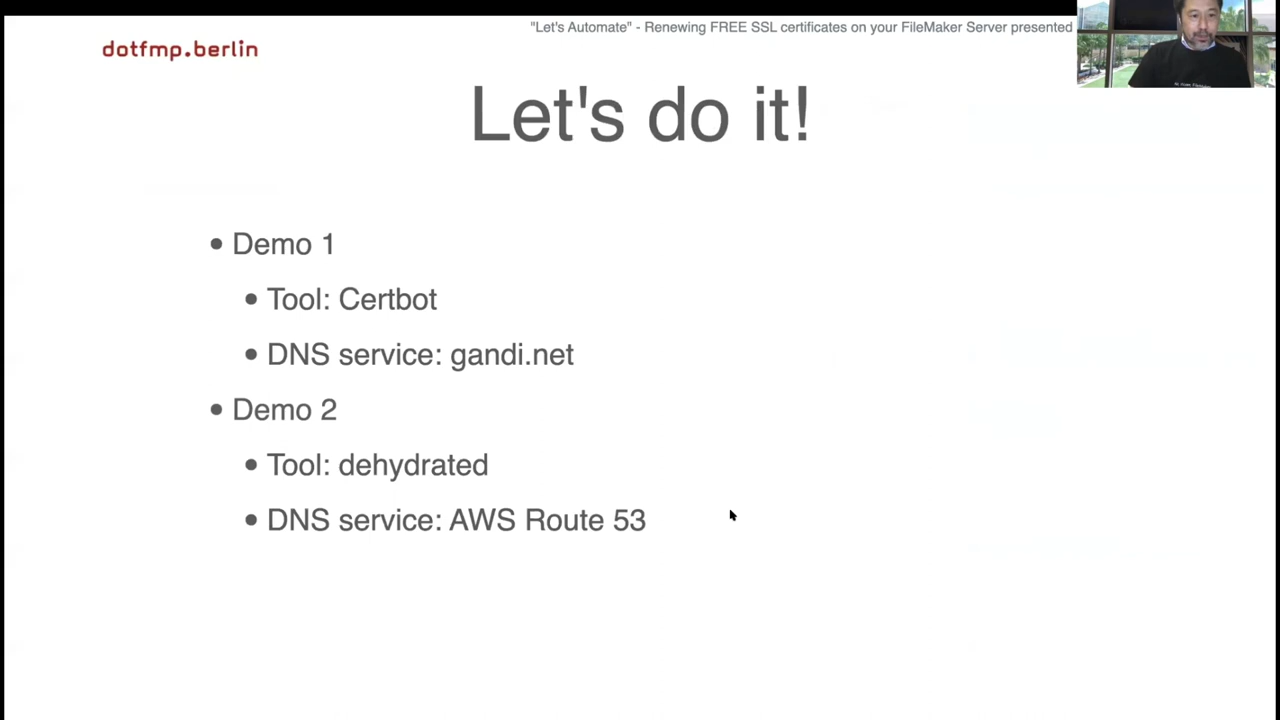 "Let's Automate" - Renewing FREE SSL certificates on your FileMaker Server presented
dotfmp.berlin
Let's do it!
• Demo 1
• Tool: Certbot
• DNS service: gandi.net
• Demo 2
• Tool: dehydrated
• DNS service: AWS Route 53